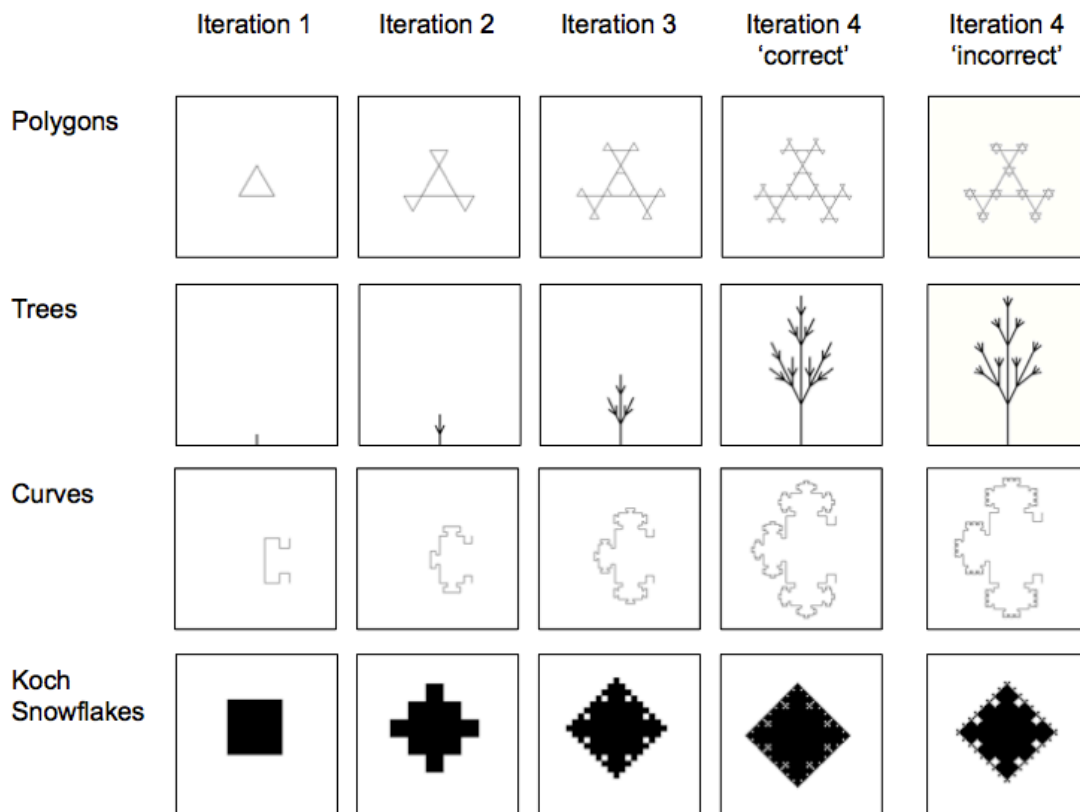 Iteration 1
Iteration 2
Iteration 3
Iteration 4
‘correct’
Iteration 4
‘incorrect’
Polygons
Trees
Curves
Koch
Snowflakes